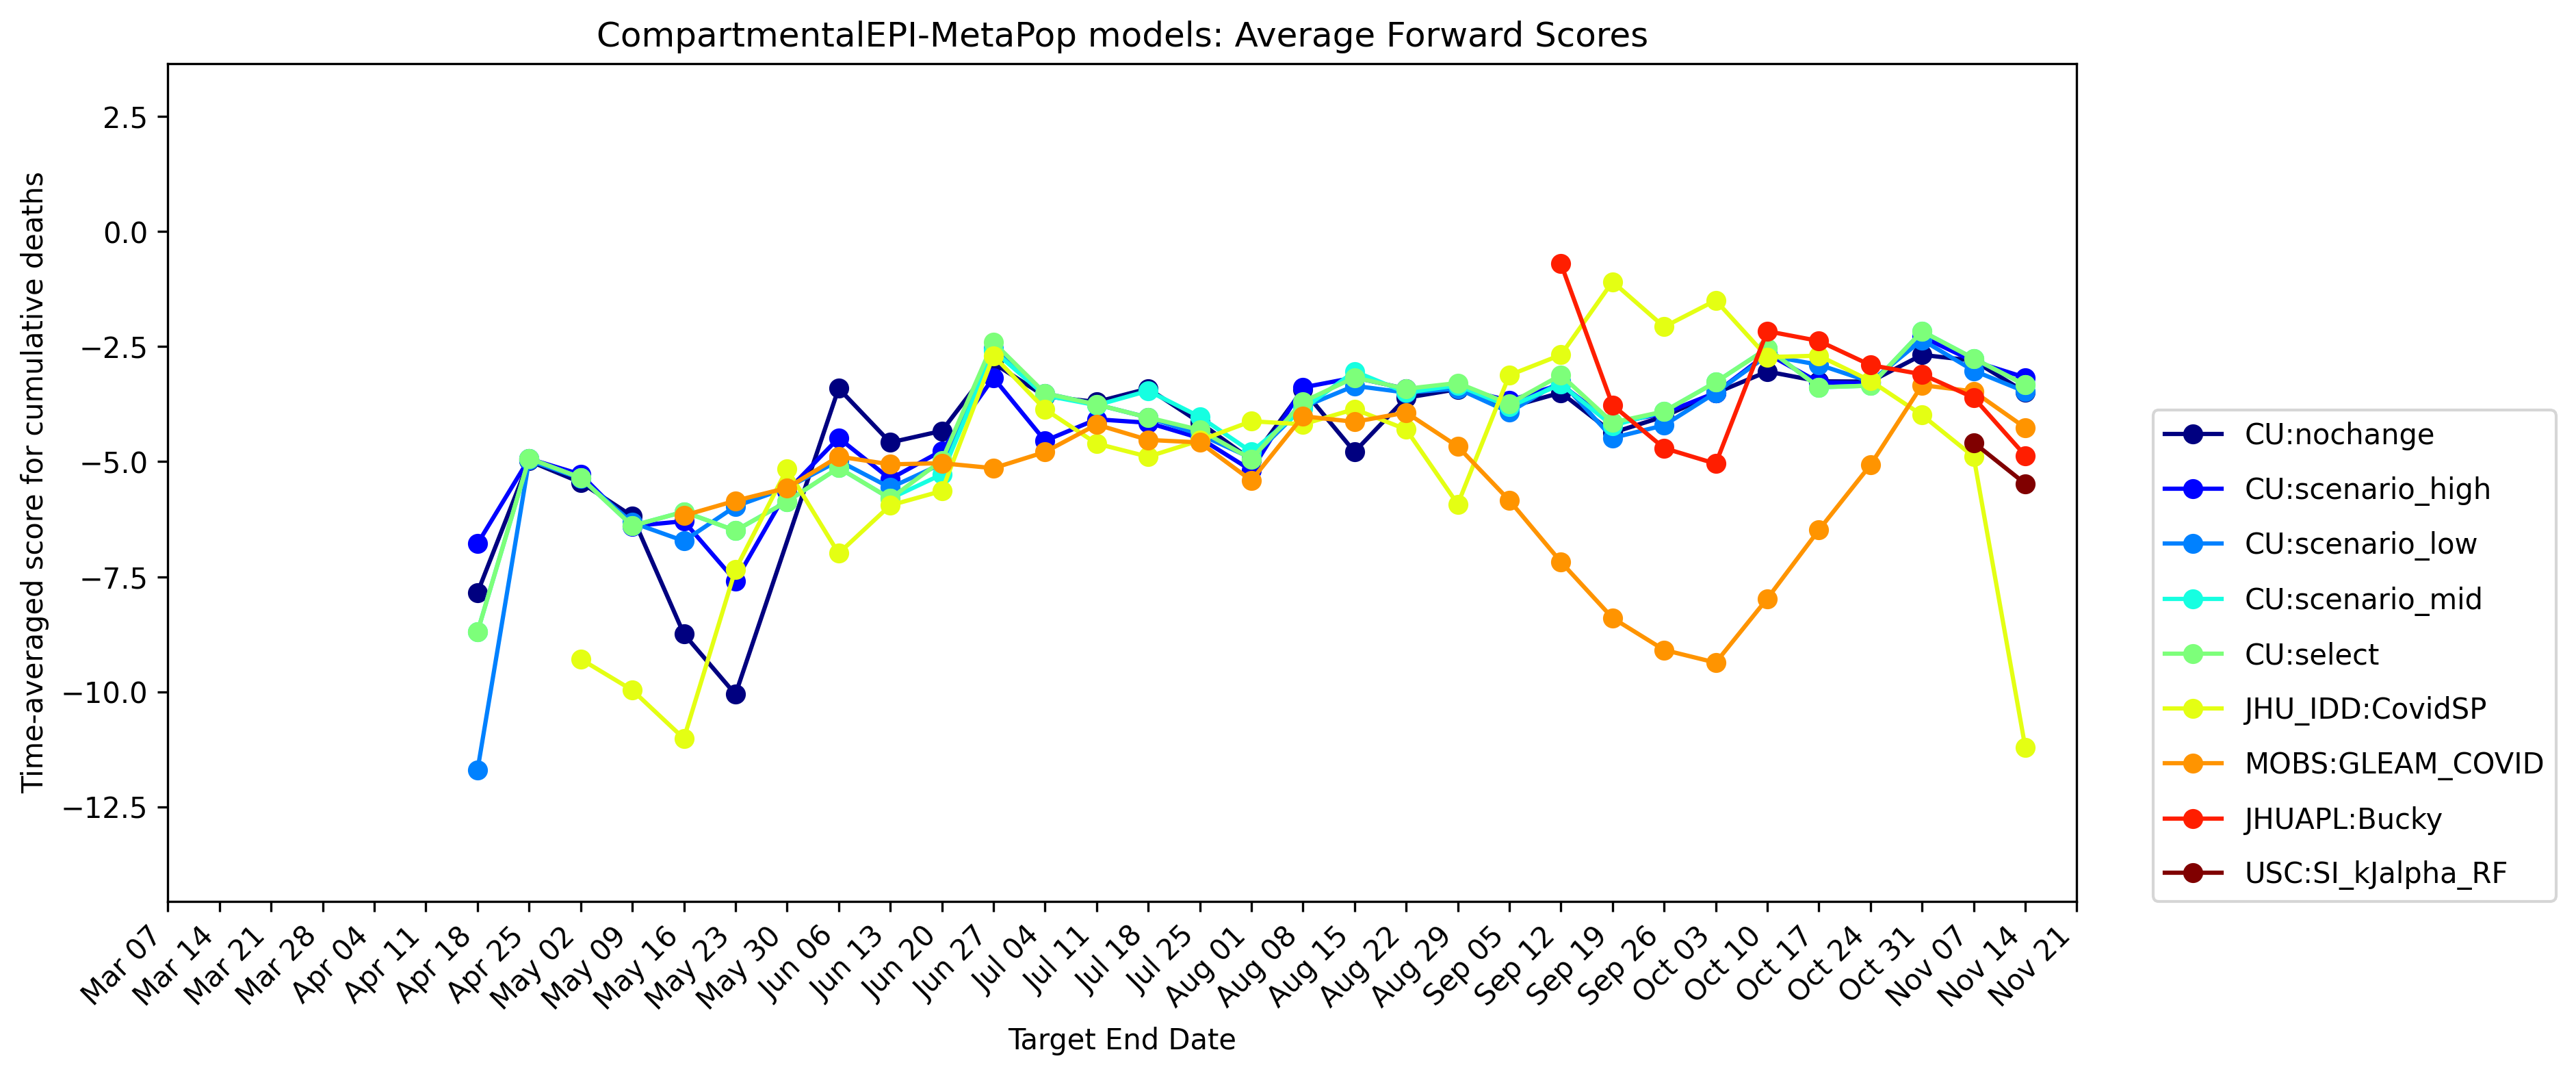 CompartmentalEPI-MetaPop models: Average Forward Scores
Time-averaged score for cumulative deaths
2.5
0.0
−2.5
−5.0
−7.5
−10.0
−12.5
Mar 07
Mar 14
Mar 21
Mar 28
Apr 04
Apr 11
Apr 18
Apr 25
May 02
May 09
May 16
May 23
May 30
Jun 06
Jun 13
Jun 20
Jun 27
Jul 04
Jul 11
Jul 18
Jul 25
Aug 01
Aug 08
Aug 15
Aug 22
Aug 29
Sep 05
Sep 12
Sep 19
Sep 26
Oct 03
Oct 10
Oct 17
Oct 24
Oct 31
Nov 07
Nov 14
Nov 21
Target End Date
CU:nochange
CU:scenario_high
CU:scenario_low
CU:scenario_mid
CU:select
JHU_IDD:CovidSP
MOBS:GLEAM_COVID
JHUAPL:Bucky
USC:SI_kJalpha_RF